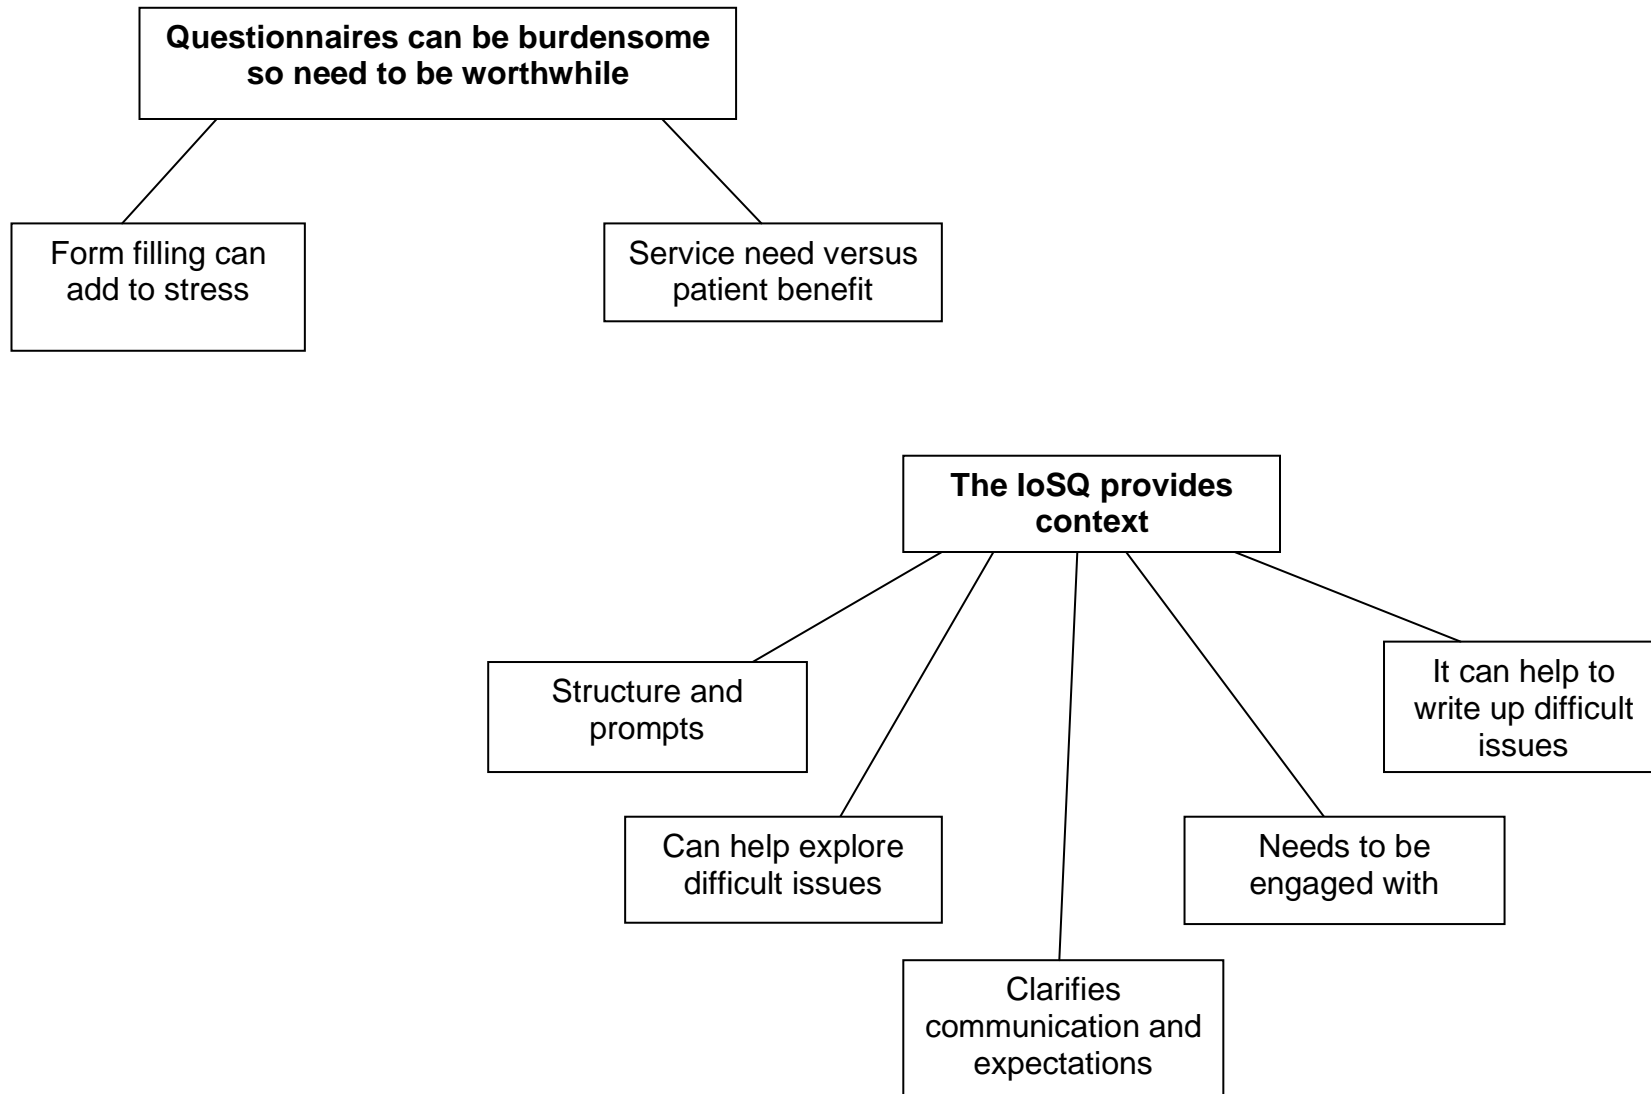 Questionnaires can be burdensome
so need to be worthwhile
Form filling can
add to stress
Service need versus
patient benefit
The IoSQ provides
context
Structure and
prompts
Can help explore
difficult issues
Clarifies
communication and
expectations
Needs to be
engaged with
It can help to
write up difficult
issues